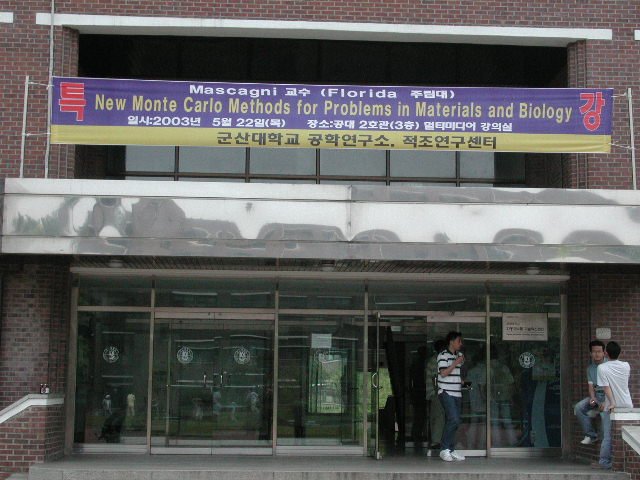 특 강
Mascagni 교수 (Florida 주립대)
New Monte Carlo Methods for Problems in Materials and Biology
일시:2003년 5월 22일(목) 장소:공대 2호관(3층) 멀티미디어 강의실
군산대학교 공학연구소, 적조연구센터